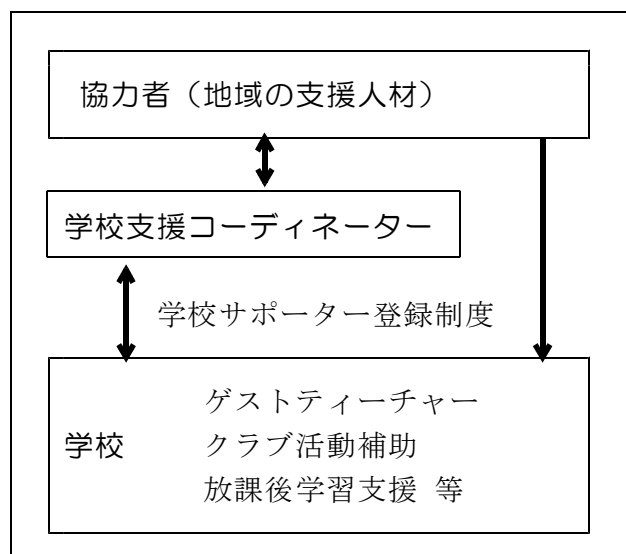 協力者（地域の支援人材）
学校支援コーディネーター
学校サポーター登録制度
ゲストティーチャー
学校 クラブ活動補助
放課後学習支援 等